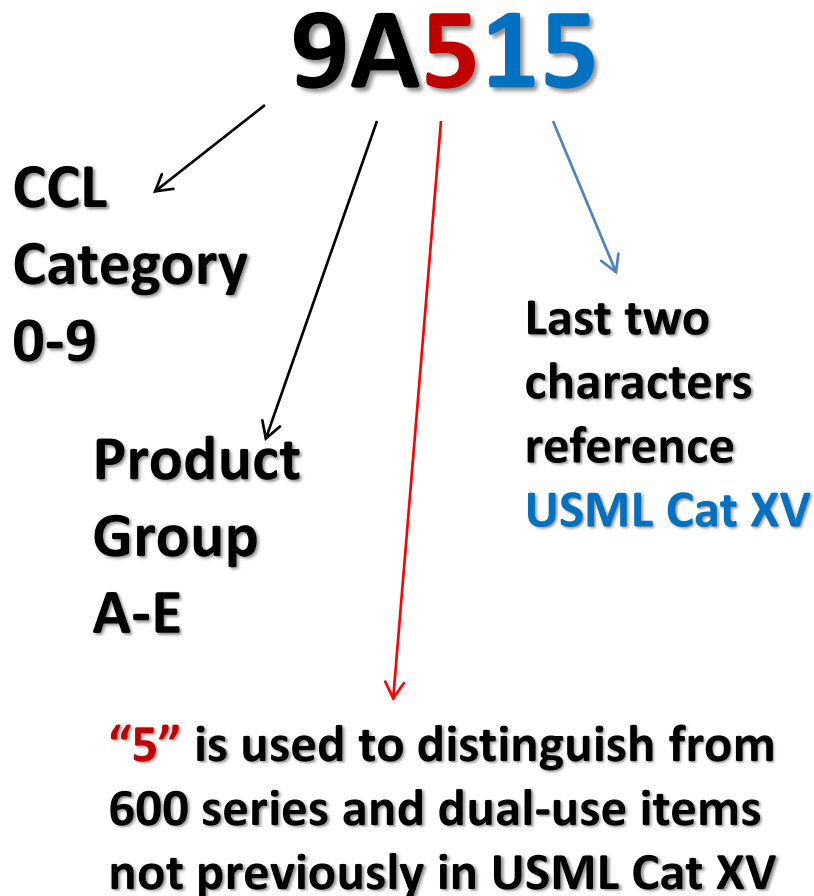 9A515
CCL
Category
0-9
Product
Group
A-E
Last two
characters
reference
USML Cat XV
“5” is used to distinguish from
600 series and dual-use items
not previously in USML Cat XV